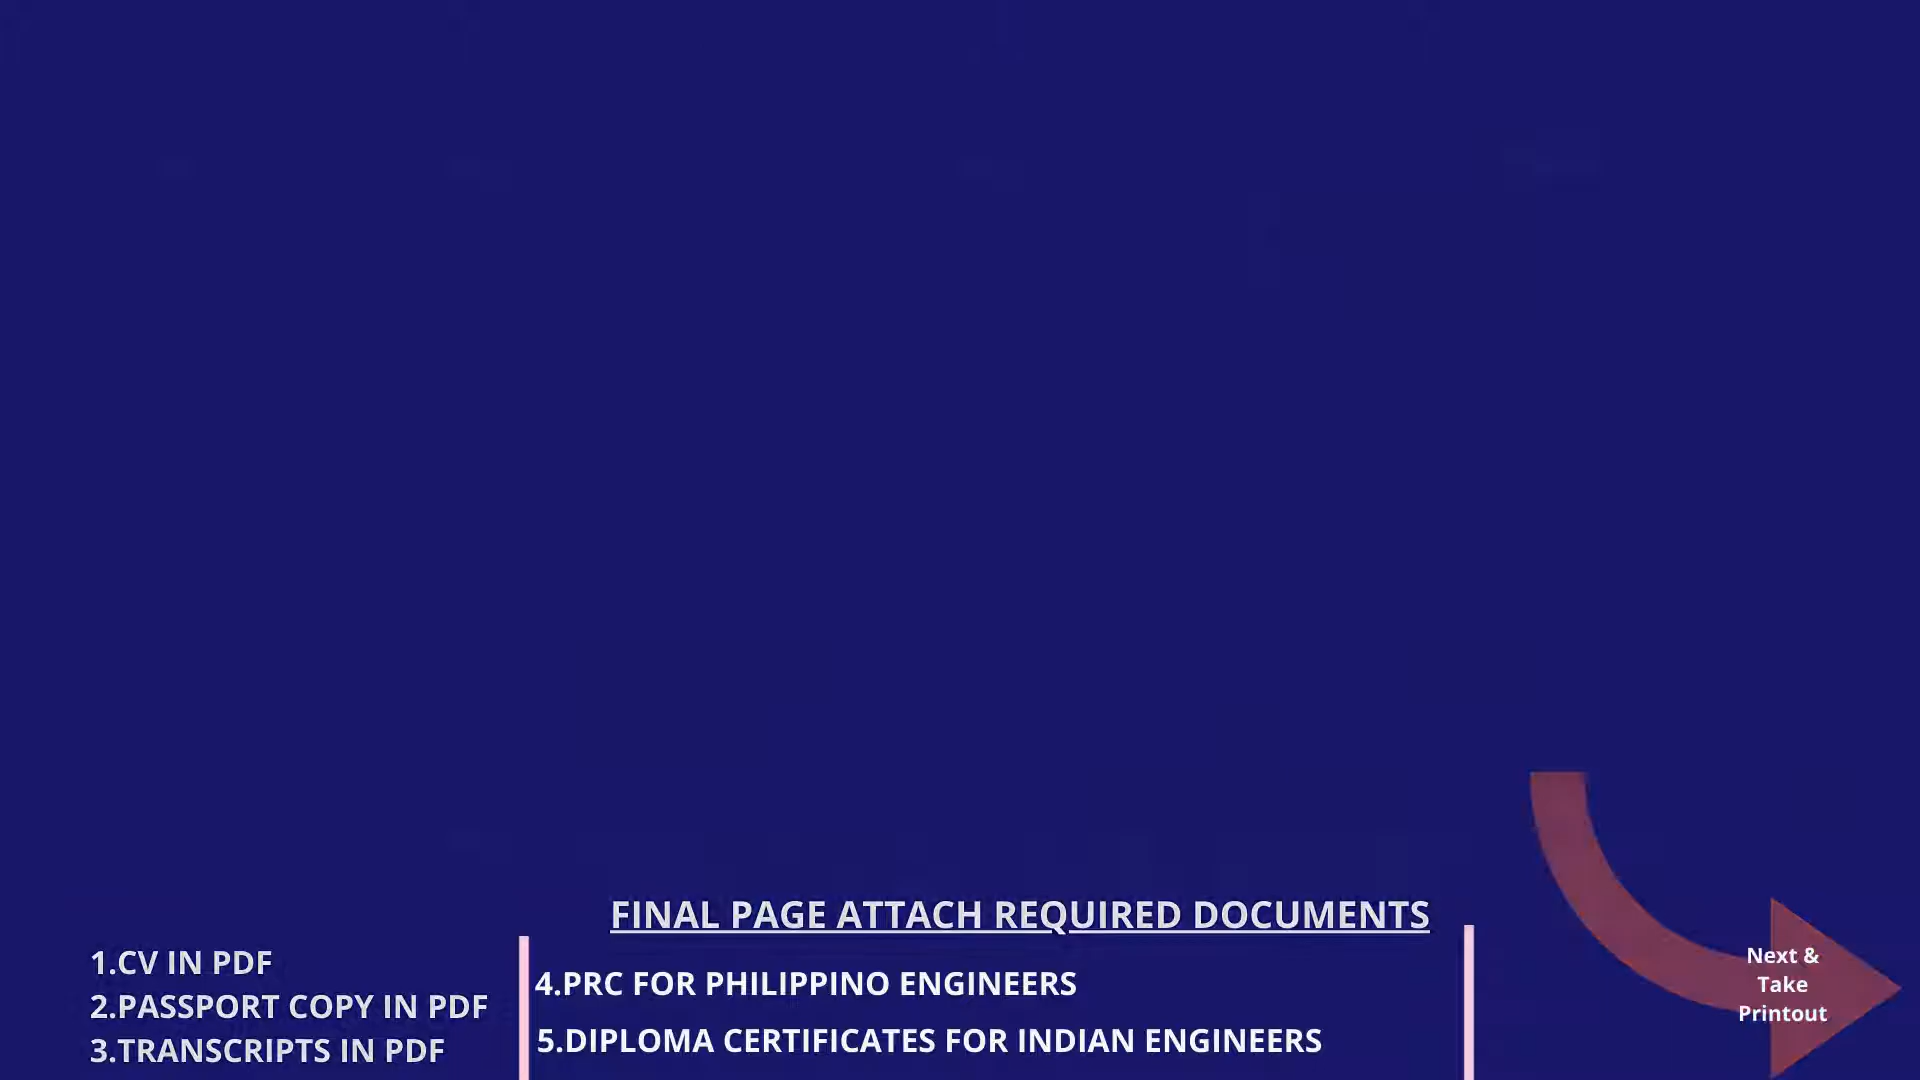 FINAL PAGE ATTACH REQUIRED DOCUMENTS
1.CV IN PDF
2.PASSPORT COPY IN PDF
3.TRANSCRIPTS IN PDF
4.PRC FOR PHILIPPINO ENGINEERS
5.DIPLOMA CERTIFICATES FOR INDIAN ENGINEERS
Next &
Take
Printout